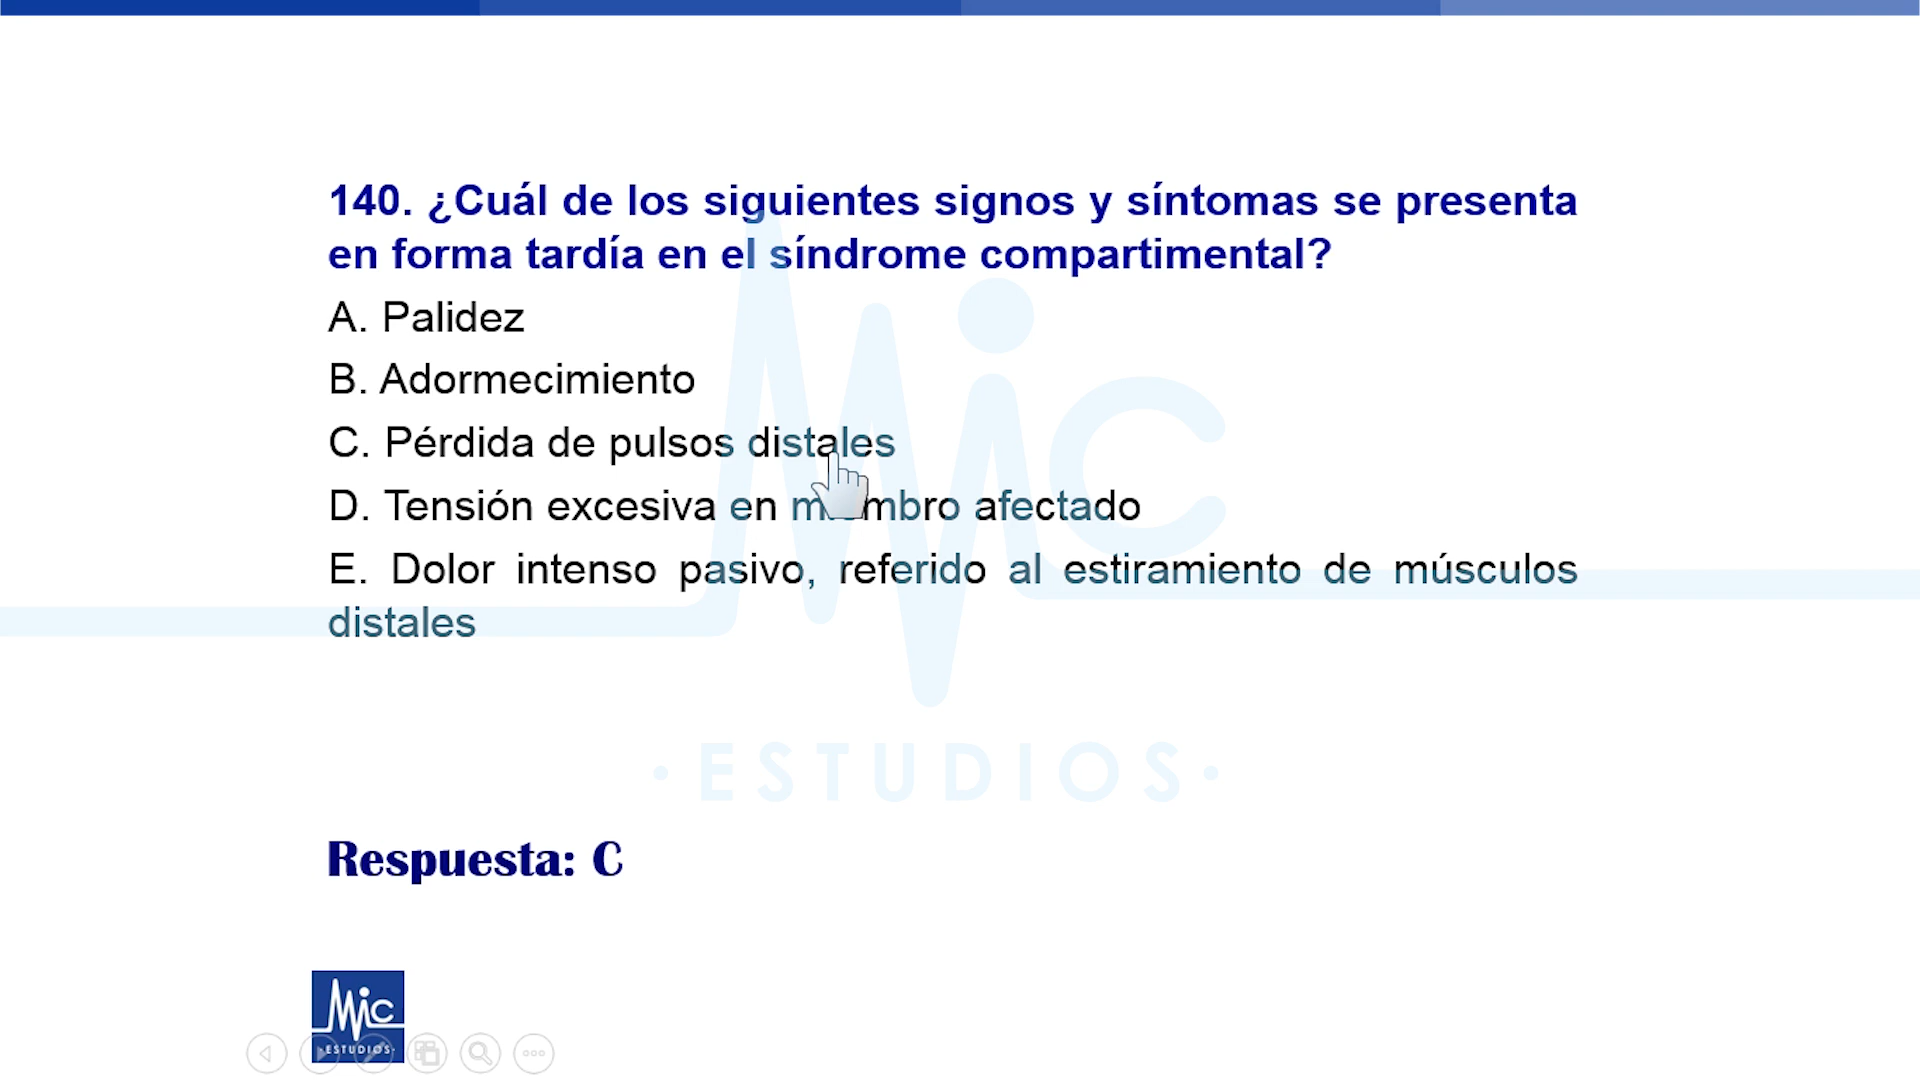 140. ¿Cuál de los siguientes signos y síntomas se presenta
en forma tardía en el síndrome compartimental?
A. Palidez
B. Adormecimiento
C. Pérdida de pulsos distales
D. Tensión excesiva en miembro afectado
E. Dolor intenso pasivo, referido al estiramiento de músculos
distales
Mic
·ESTUDIOS·
Respuesta: C
Mic
·ESTUDIOS·